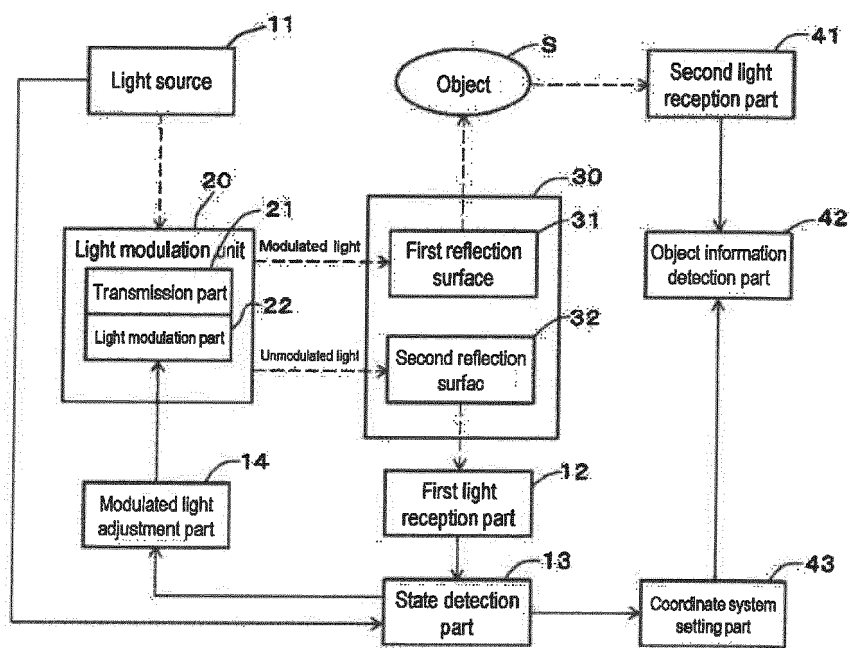 11
Light source
S
Object
41
Second light
reception part
20
21
Light modulation unit
Transmission part
22
Light modulation part
Modulated light
Unmodulated light
30
31
First reflection
surface
32
Second reflection
surfac
42
Object information
detection part
14
Modulated light
adjustment part
12
First light
reception part
13
State detection
part
43
Coordinate system
setting part